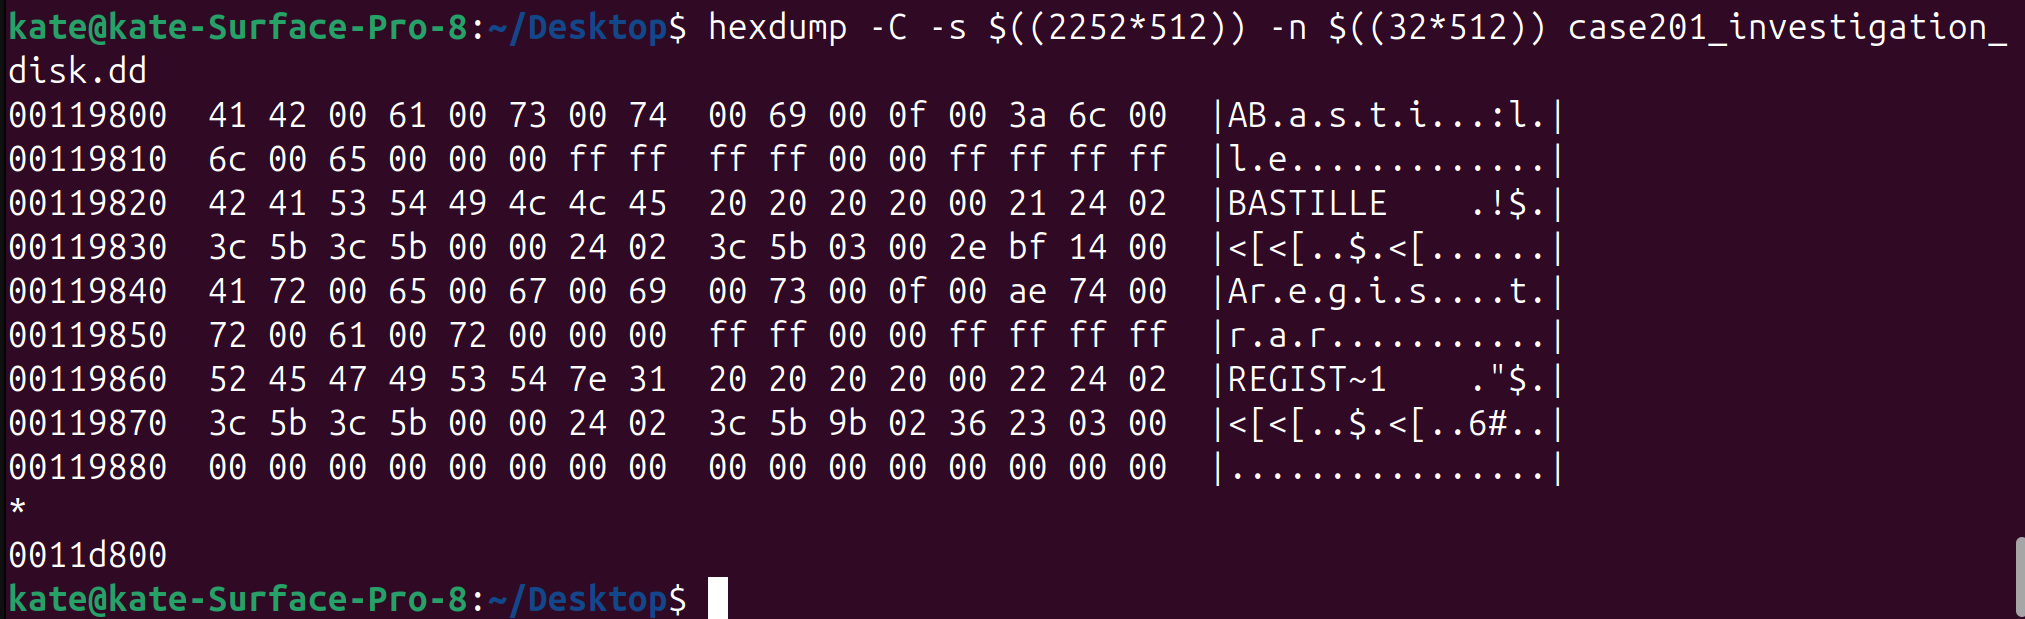 kate@kate-Surface-Pro-8:~/Desktop$ hexdump -C -s $((2252*512)) -n $((32*512)) case201_investigation_
disk.dd
00119800  41 42 00 61 00 73 00 74  00 69 00 0f 00 3a 6c 00  |AB.a.s.t.i...:l.|
00119810  6c 00 65 00 00 00 ff ff  ff ff 00 00 ff ff ff ff  |l.e.............|
00119820  42 41 53 54 49 4c 4c 45  20 20 20 20 00 21 24 02  |BASTILLE    .!$.|
00119830  3c 5b 3c 5b 00 00 24 02  3c 5b 03 00 2e bf 14 00  |<[<[..$.<[......|
00119840  41 72 00 65 00 67 00 69  00 73 00 0f 00 ae 74 00  |Ar.e.g.i.s....t.|
00119850  72 00 61 00 72 00 00 00  ff ff 00 00 ff ff ff ff  |r.a.r...........|
00119860  52 45 47 49 53 54 7e 31  20 20 20 20 00 22 24 02  |REGIST~1    ."$.|
00119870  3c 5b 3c 5b 00 00 24 02  3c 5b 9b 02 36 23 03 00  |<[<[..$.<[..6#..|
00119880  00 00 00 00 00 00 00 00  00 00 00 00 00 00 00 00  |................|
*
0011d800
kate@kate-Surface-Pro-8:~/Desktop$